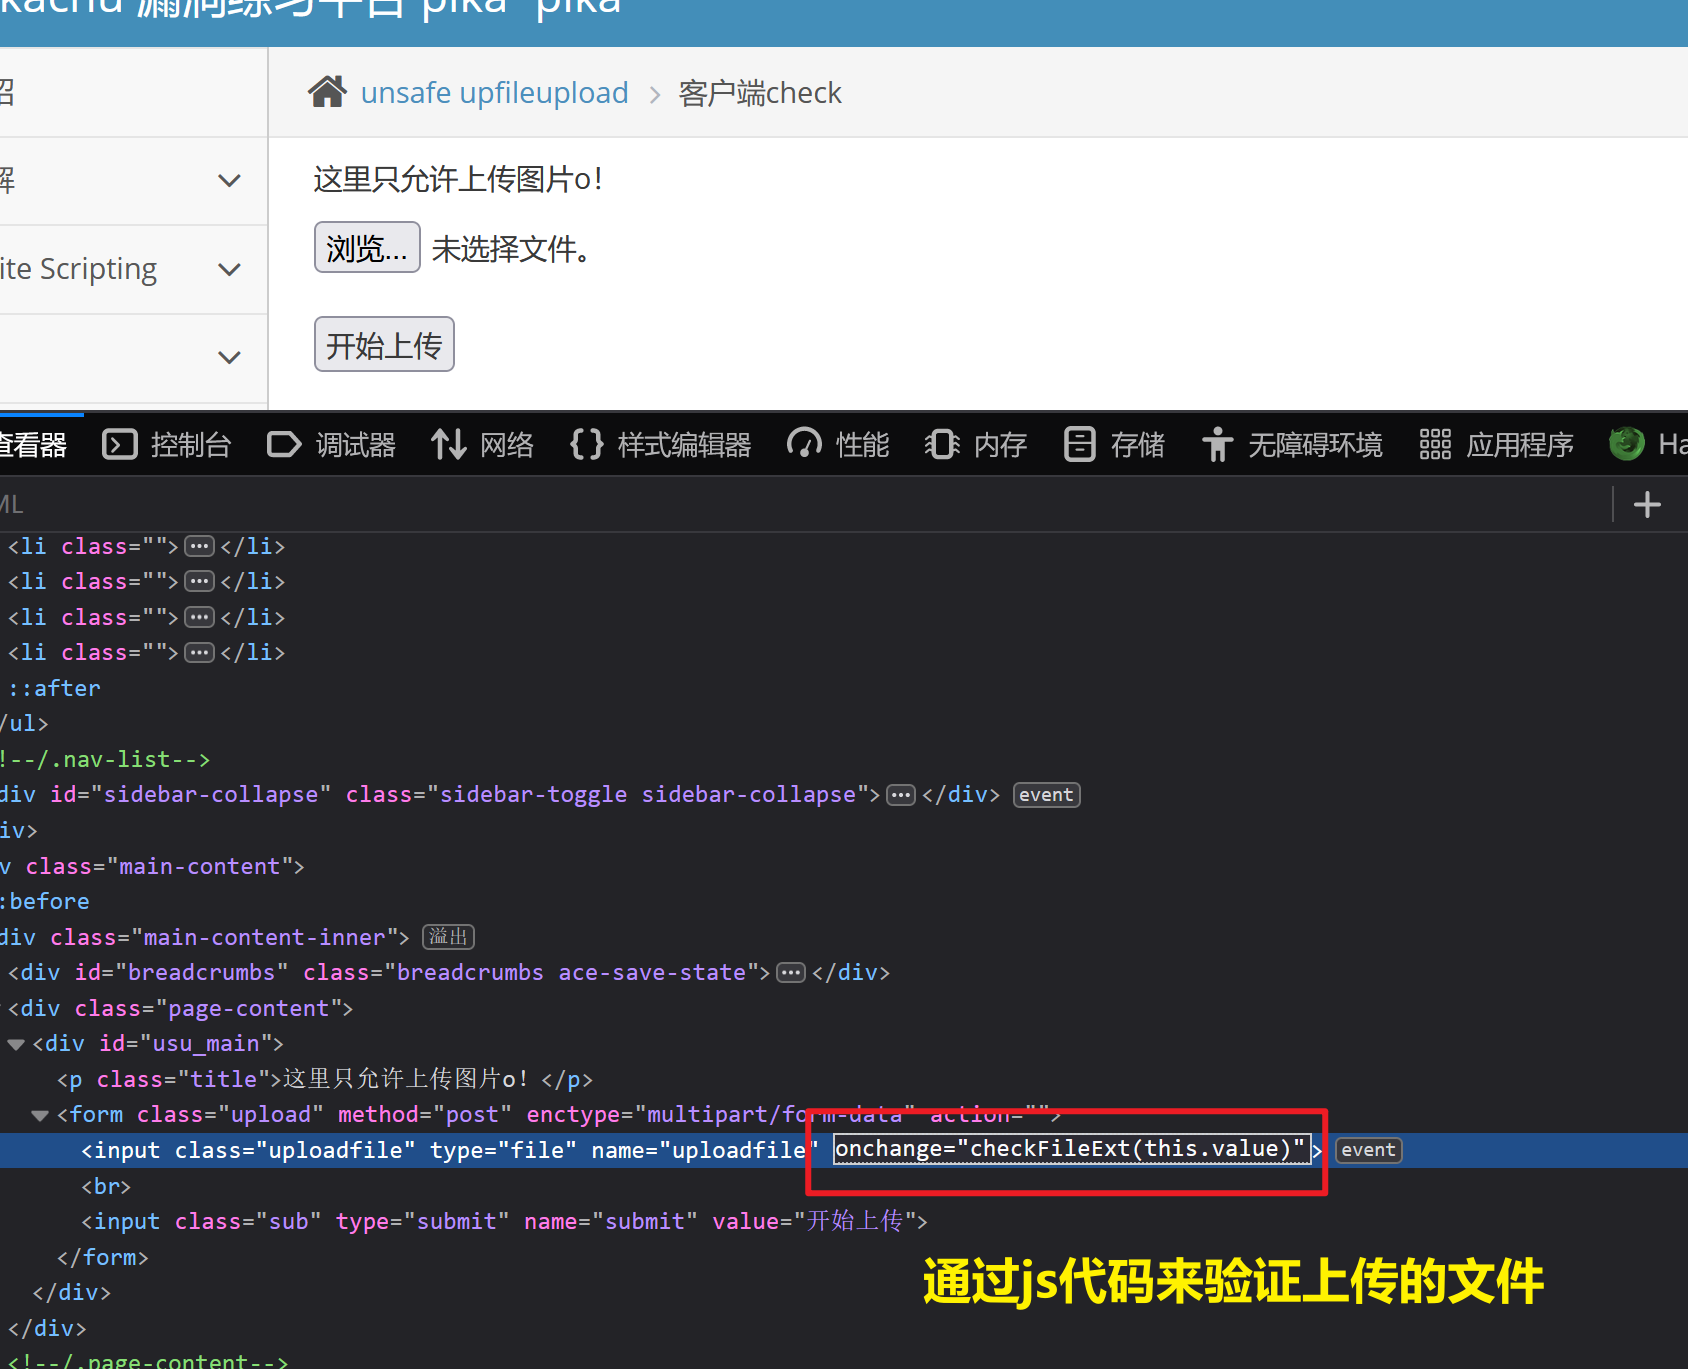 kachu 漏洞练习平台 pika~pika
绍
unsafe upfileupload > 客户端check
解
这里只允许上传图片o！
ite Scripting
浏览... 未选择文件。
开始上传
查看器 控制台 调试器 网络 {} 样式编辑器 性能 内存 存储 无障碍环境 应用程序 Ha
ML +
<li class="">···</li>
<li class="">···</li>
<li class="">···</li>
<li class="">···</li>
::after
/ul>
!--/.nav-list-->
div id="sidebar-collapse" class="sidebar-toggle sidebar-collapse">···</div> event
iv>
v class="main-content">
:before
div class="main-content-inner"> 溢出
<div id="breadcrumbs" class="breadcrumbs ace-save-state">···</div>
<div class="page-content">
<div id="usu_main">
<p class="title">这里只允许上传图片o！</p>
<form class="upload" method="post" enctype="multipart/form-data" action="">
<input class="uploadfile" type="file" name="uploadfile" onchange="checkFileExt(this.value)"> event
<br>
<input class="sub" type="submit" name="submit" value="开始上传">
</form>
通过js代码来验证上传的文件
</div>
</div>
<!--/.page-content-->